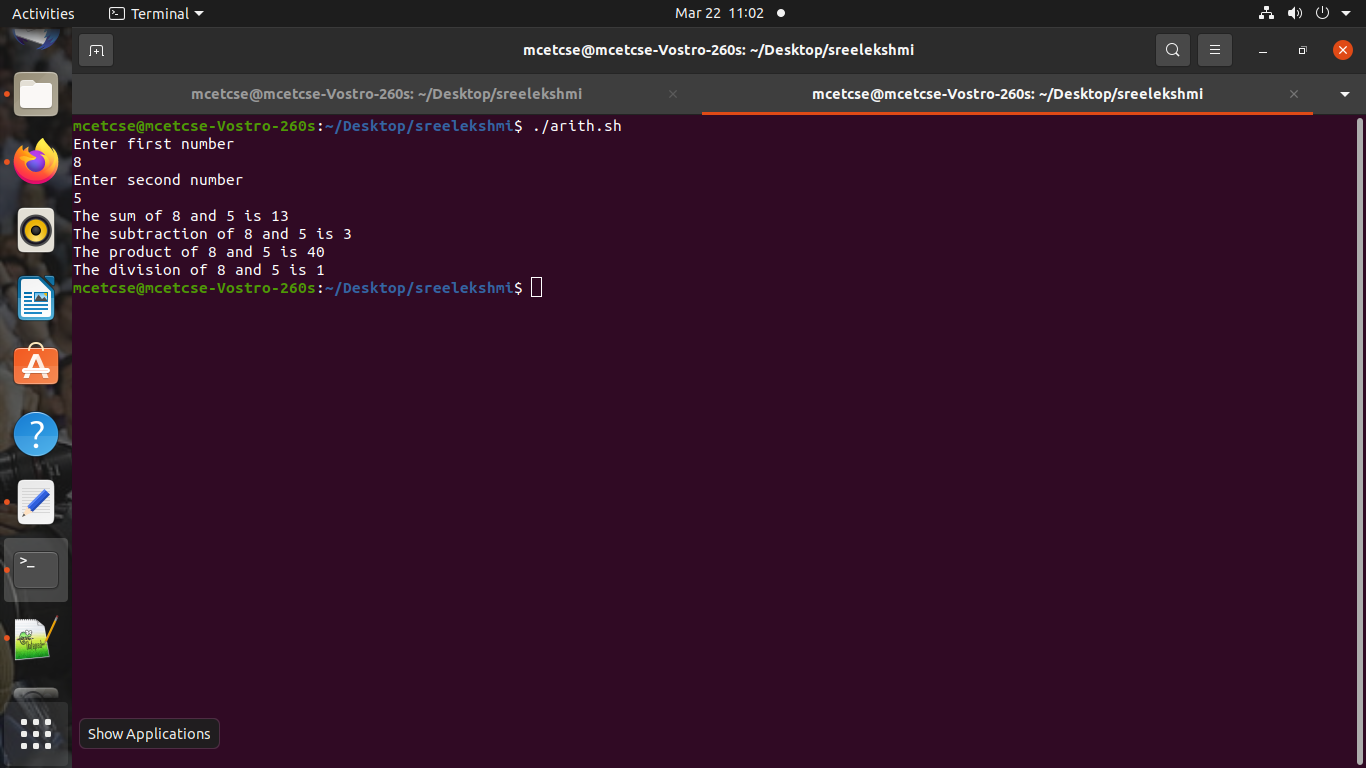 Activities
Terminal
Mar 22 11:02
mcetcse@mcetcse-Vostro-260s: ~/Desktop/sreelekshmi
mcetcse@mcetcse-Vostro-260s: ~/Desktop/sreelekshmi
mcetcse@mcetcse-Vostro-260s: ~/Desktop/sreelekshmi
mcetcse@mcetcse-Vostro-260s:~/Desktop/sreelekshmi$ ./arith.sh
Enter first number
8
Enter second number
5
The sum of 8 and 5 is 13
The subtraction of 8 and 5 is 3
The product of 8 and 5 is 40
The division of 8 and 5 is 1
mcetcse@mcetcse-Vostro-260s:~/Desktop/sreelekshmi$
Show Applications